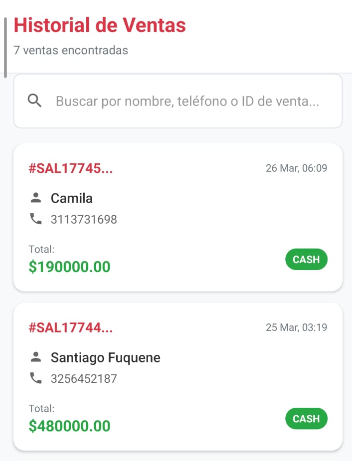 Historial de Ventas
7 ventas encontradas
Buscar por nombre, teléfono o ID de venta...
#SAL17745... 26 Mar, 06:09
Camila
3113731698
Total:
$190000.00 CASH
#SAL17744... 25 Mar, 03:19
Santiago Fuquene
3256452187
Total:
$480000.00 CASH